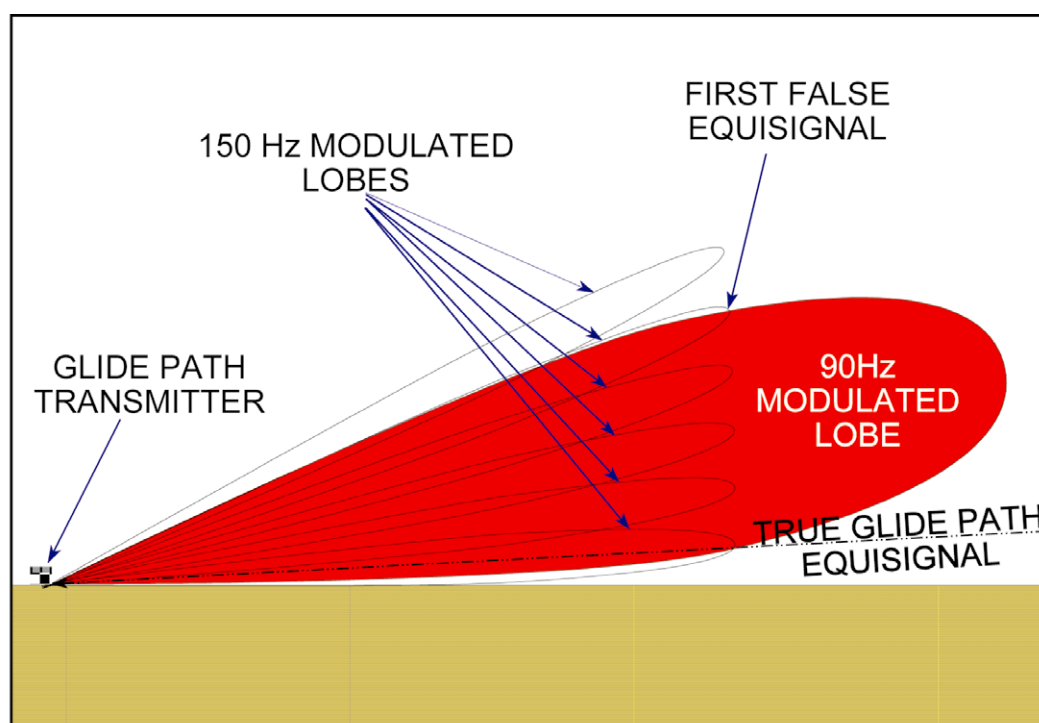 FIRST FALSE
EQUISIGNAL
150 Hz MODULATED
LOBES
GLIDE PATH
TRANSMITTER
90Hz
MODULATED
LOBE
TRUE GLIDE PATH
EQUISIGNAL